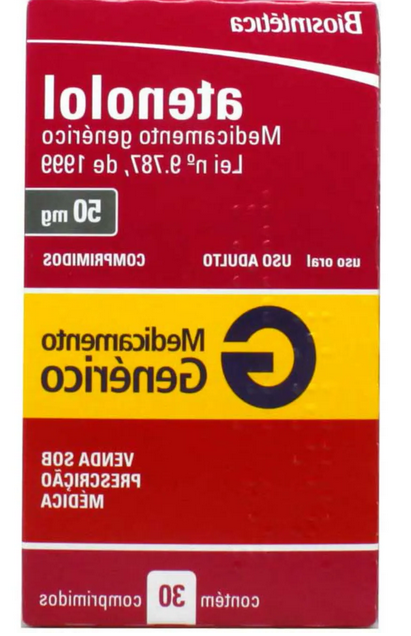 Biosintética
atenolol
Medicamento genérico
Lei nº 9.787, de 1999
50 mg
uso oral USO ADULTO COMPRIMIDOS
G Medicamento
Genérico
VENDA SOB
PRESCRIÇÃO
MÉDICA
contém 30 comprimidos